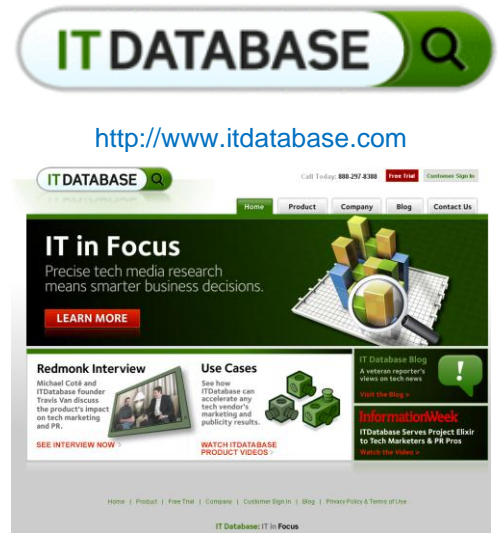 IT DATABASE
http://www.itdatabase.com
IT DATABASE
Call Today: 888-297-8308 Free Trial Customer Sign In
Home Product Company Blog Contact Us
IT in Focus
Precise tech media research
means smarter business decisions.
LEARN MORE
Redmonk Interview
Michael Coté and
ITDatabase founder
Travis Van discuss
the product's impact
on tech marketing
and PR.
SEE INTERVIEW NOW >
Use Cases
See how
ITDatabase can
accelerate any
tech vendor's
marketing and
publicity results.
WATCH ITDATABASE
PRODUCT VIDEOS >
IT Database Blog
A veteran reporter's
views on tech news
Visit the Blog >
InformationWeek
ITDatabase Serves Project Elixir
to Tech Marketers & PR Pros
Watch the Video >
Home | Product | Free Trial | Company | Customer Sign In | Blog | Privacy Policy & Terms of Use
IT Database: IT in Focus